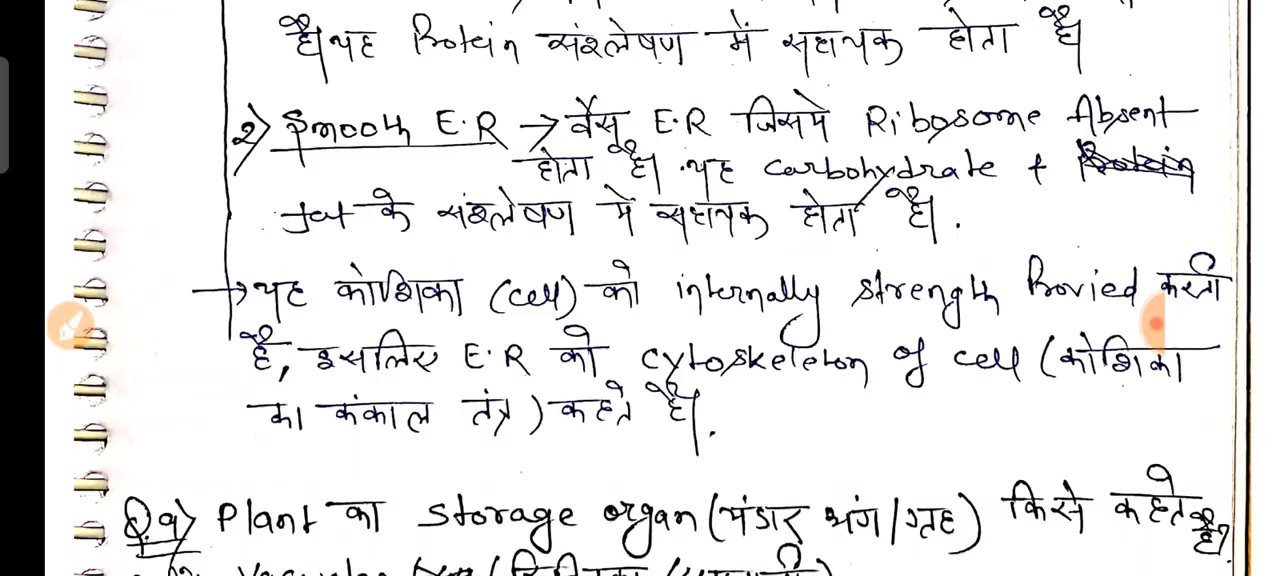 है। यह Protein संश्लेषण में सहायक होता है
2) Smooth E.R → वैसू E.R जिसमे Ribosome Absent
होता है। यह carbohydrate +
fat के संश्लेषण में सहायक होता है।.
→ यह कोशिका (cell) को internally strength Provied करती
है, इसलिए E.R को cytoskeleton of cell (कोशिका
का कंकाल तंत्र) कहते है।.
Q.9) Plant का storage organ (भंडार अंग/गृह) किसे कहते है?